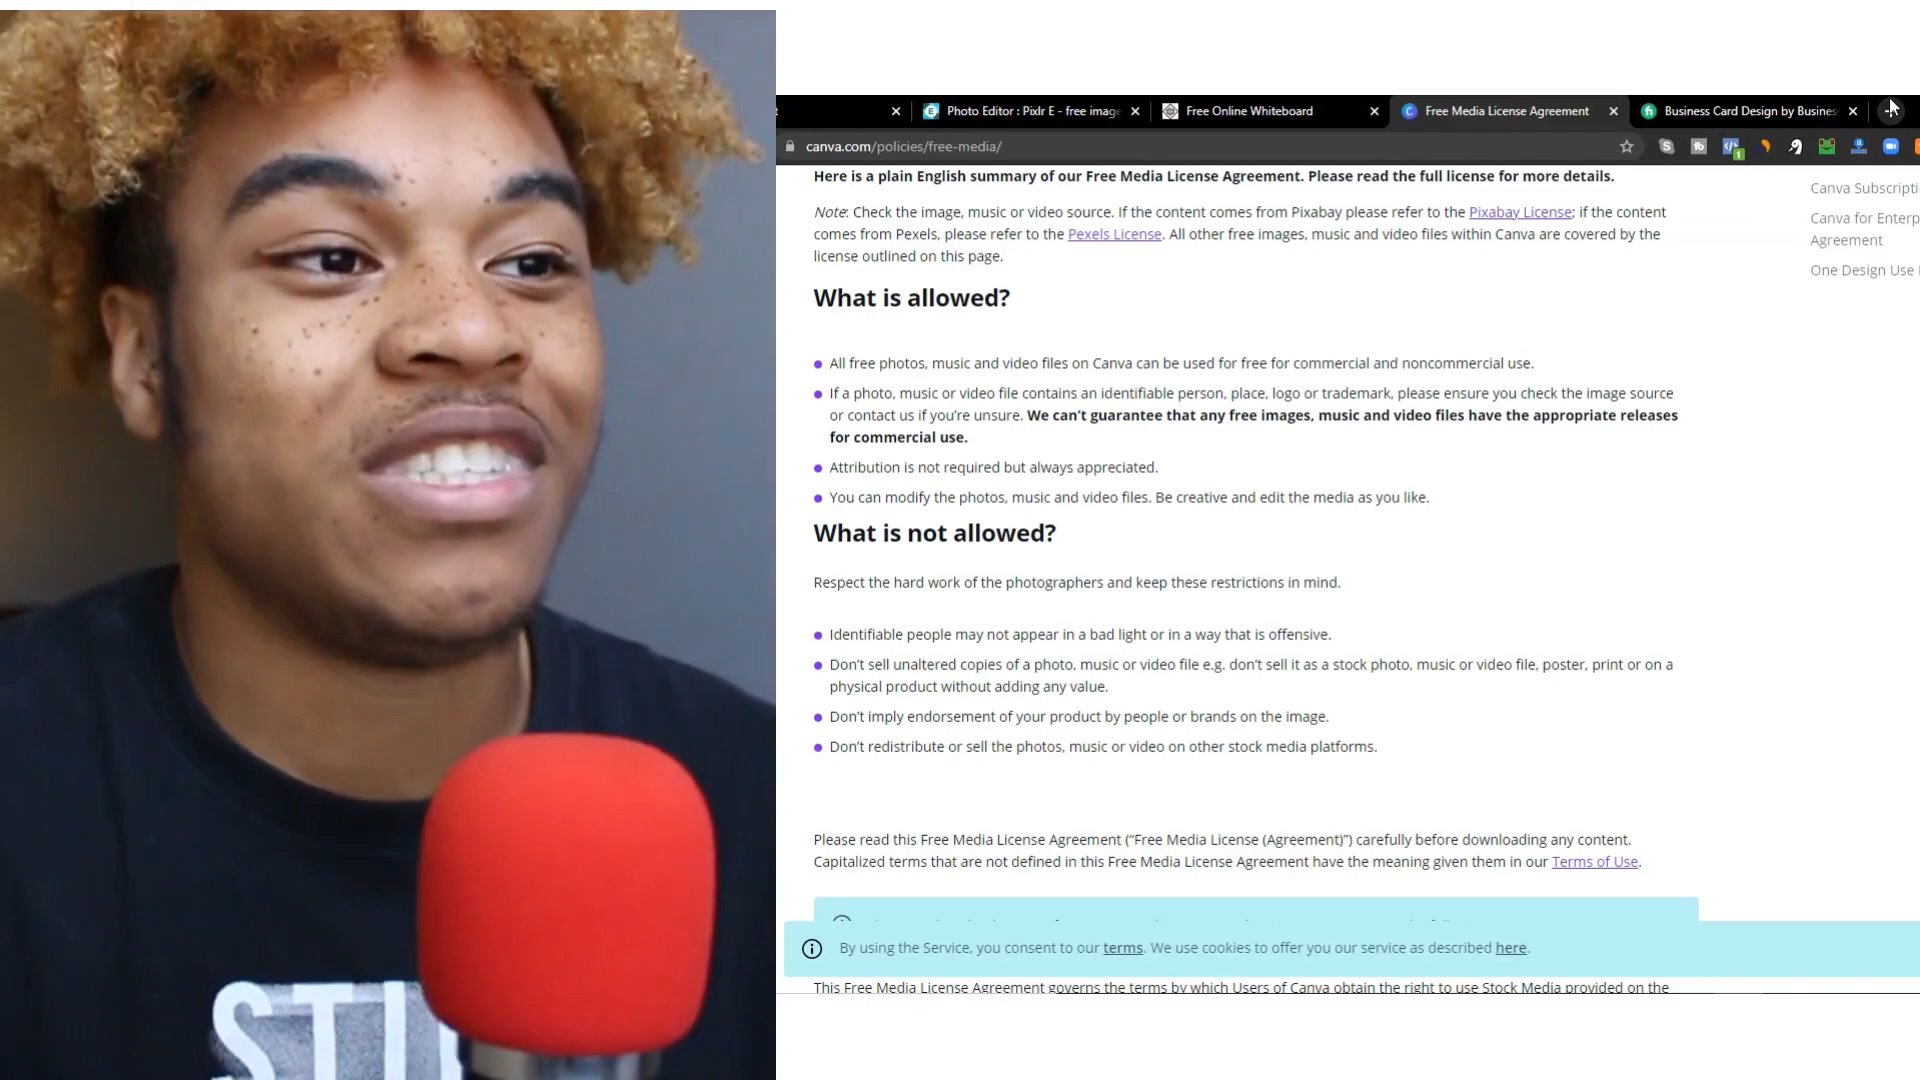 t
Photo Editor : Pixlr E - free image
Free Online Whiteboard
Free Media License Agreement
Business Card Design by Busines
canva.com/policies/free-media/
Here is a plain English summary of our Free Media License Agreement. Please read the full license for more details.
Note: Check the image, music or video source. If the content comes from Pixabay please refer to the Pixabay License; if the content
comes from Pexels, please refer to the Pexels License. All other free images, music and video files within Canva are covered by the
license outlined on this page.
Canva Subscripti
Canva for Enterp
Agreement
One Design Use
What is allowed?
All free photos, music and video files on Canva can be used for free for commercial and noncommercial use.
If a photo, music or video file contains an identifiable person, place, logo or trademark, please ensure you check the image source
or contact us if you’re unsure. We can’t guarantee that any free images, music and video files have the appropriate releases
for commercial use.
Attribution is not required but always appreciated.
You can modify the photos, music and video files. Be creative and edit the media as you like.
What is not allowed?
Respect the hard work of the photographers and keep these restrictions in mind.
Identifiable people may not appear in a bad light or in a way that is offensive.
Don’t sell unaltered copies of a photo, music or video file e.g. don’t sell it as a stock photo, music or video file, poster, print or on a
physical product without adding any value.
Don’t imply endorsement of your product by people or brands on the image.
Don’t redistribute or sell the photos, music or video on other stock media platforms.
Please read this Free Media License Agreement (“Free Media License (Agreement)”) carefully before downloading any content.
Capitalized terms that are not defined in this Free Media License Agreement have the meaning given them in our Terms of Use.
By using the Service, you consent to our terms. We use cookies to offer you our service as described here.
This Free Media License Agreement governs the terms by which Users of Canva obtain the right to use Stock Media provided on the
STI